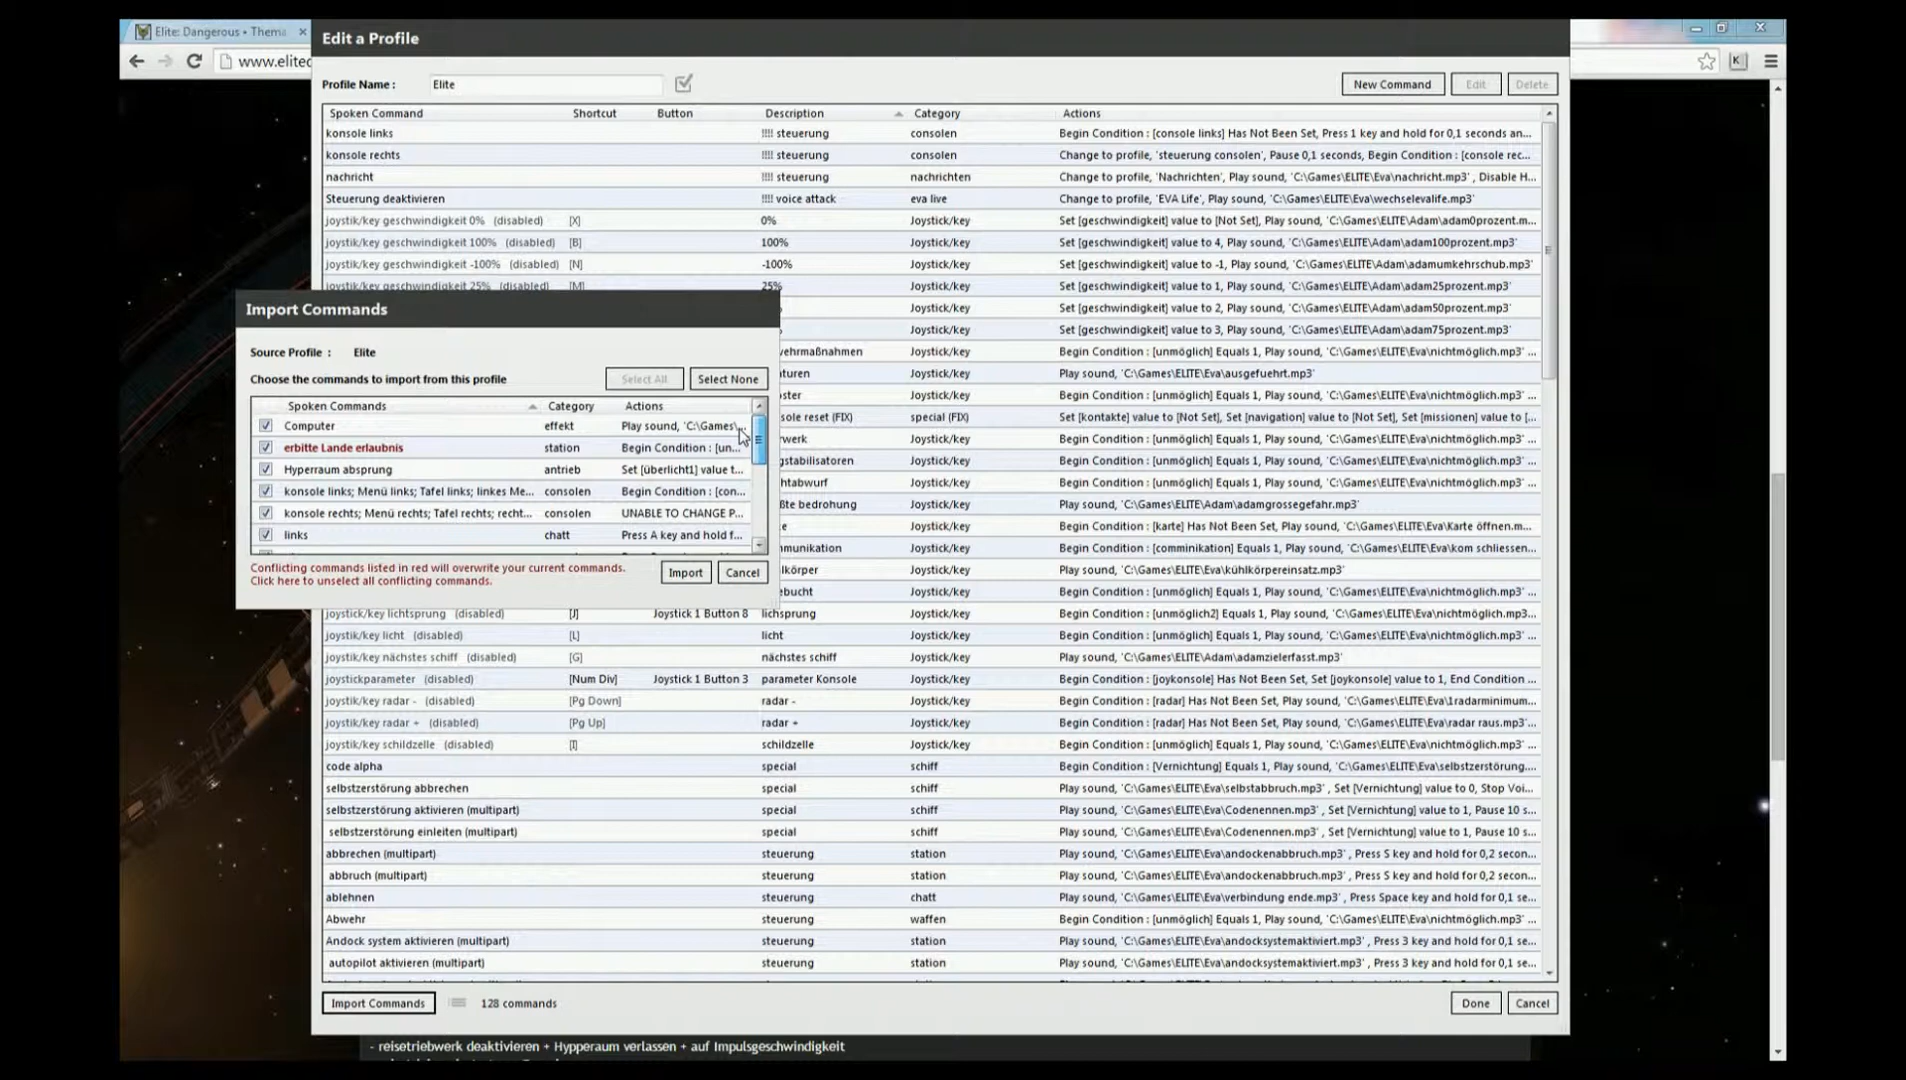 Elite: Dangerous • Thema
www.elitec
Edit a Profile
Profile Name :
Elite
New Command
Edit
Delete
Spoken Command Shortcut Button Description Category Actions
konsole links !!!! steuerung consolen Begin Condition : [console links] Has Not Been Set, Press 1 key and hold for 0,1 seconds an...
konsole rechts !!!! steuerung consolen Change to profile, 'steuerung consolen', Pause 0,1 seconds, Begin Condition : [console rec...
nachricht !!!! steuerung nachrichten Change to profile, 'Nachrichten', Play sound, 'C:\Games\ELITE\Eva\nachricht.mp3' , Disable H...
Steuerung deaktivieren !!!! voice attack eva live Change to profile, 'EVA Life', Play sound, 'C:\Games\ELITE\Eva\wechselevalife.mp3'
joystik/key geschwindigkeit 0% (disabled) [X] 0% Joystick/key Set [geschwindigkeit] value to [Not Set], Play sound, 'C:\Games\ELITE\Adam\adam0prozent.m...
joystik/key geschwindigkeit 100% (disabled) [B] 100% Joystick/key Set [geschwindigkeit] value to 4, Play sound, 'C:\Games\ELITE\Adam\adam100prozent.mp3'
joystik/key geschwindigkeit -100% (disabled) [N] -100% Joystick/key Set [geschwindigkeit] value to -1, Play sound, 'C:\Games\ELITE\Adam\adamumkehrschub.mp3'
joystik/key geschwindigkeit 25% (disabled) [M] 25% Joystick/key Set [geschwindigkeit] value to 1, Play sound, 'C:\Games\ELITE\Adam\adam25prozent.mp3'
Joystick/key Set [geschwindigkeit] value to 2, Play sound, 'C:\Games\ELITE\Adam\adam50prozent.mp3'
Joystick/key Set [geschwindigkeit] value to 3, Play sound, 'C:\Games\ELITE\Adam\adam75prozent.mp3'
vehrmaßnahmen Joystick/key Begin Condition : [unmöglich] Equals 1, Play sound, 'C:\Games\ELITE\Eva\nichtmöglich.mp3' ...
aturen Joystick/key Play sound, 'C:\Games\ELITE\Eva\ausgefuehrt.mp3'
ster Joystick/key Begin Condition : [unmöglich] Equals 1, Play sound, 'C:\Games\ELITE\Eva\nichtmöglich.mp3' ...
sole reset (FIX) special (FIX) Set [kontakte] value to [Not Set], Set [navigation] value to [Not Set], Set [missionen] value to [...
rwerk Joystick/key Begin Condition : [unmöglich] Equals 1, Play sound, 'C:\Games\ELITE\Eva\nichtmöglich.mp3' ...
gstabilisatoren Joystick/key Begin Condition : [unmöglich] Equals 1, Play sound, 'C:\Games\ELITE\Eva\nichtmöglich.mp3' ...
htabwurf Joystick/key Begin Condition : [unmöglich] Equals 1, Play sound, 'C:\Games\ELITE\Eva\nichtmöglich.mp3' ...
ßte bedrohung Joystick/key Play sound, 'C:\Games\ELITE\Adam\adamgrossegefahr.mp3'
e Joystick/key Begin Condition : [karte] Has Not Been Set, Play sound, 'C:\Games\ELITE\Eva\Karte öffnen.m...
nmunikation Joystick/key Begin Condition : [comminikation] Equals 1, Play sound, 'C:\Games\ELITE\Eva\kom schliessen...
hlkörper Joystick/key Play sound, 'C:\Games\ELITE\Eva\kühlkörpereinsatz.mp3'
gebucht Joystick/key Begin Condition : [unmöglich] Equals 1, Play sound, 'C:\Games\ELITE\Eva\nichtmöglich.mp3' ...
Import Commands
Source Profile : Elite
Choose the commands to import from this profile
Select All
Select None
Spoken Commands Category Actions
Computer effekt Play sound, 'C:\Games\...
erbitte Lande erlaubnis station Begin Condition : [un...
Hyperraum absprung antrieb Set [überlicht1] value t...
konsole links; Menü links; Tafel links; linkes Me... consolen Begin Condition : [con...
konsole rechts; Menü rechts; Tafel rechts; recht... consolen UNABLE TO CHANGE P...
links chatt Press A key and hold f...
Conflicting commands listed in red will overwrite your current commands.
Click here to unselect all conflicting commands.
Import
Cancel
joystick/key lichtsprung (disabled) [J] Joystick 1 Button 8 lichsprung Joystick/key Begin Condition : [unmöglich2] Equals 1, Play sound, 'C:\Games\ELITE\Eva\nichtmöglich.mp3...
joystik/key licht (disabled) [L] licht Joystick/key Begin Condition : [unmöglich] Equals 1, Play sound, 'C:\Games\ELITE\Eva\nichtmöglich.mp3' ...
joystik/key nächstes schiff (disabled) [G] nächstes schiff Joystick/key Play sound, 'C:\Games\ELITE\Adam\adamzielerfasst.mp3'
joystickparameter (disabled) [Num Div] Joystick 1 Button 3 parameter Konsole Joystick/key Begin Condition : [joykonsole] Has Not Been Set, Set [joykonsole] value to 1, End Condition ...
joystik/key radar - (disabled) [Pg Down] radar - Joystick/key Begin Condition : [radar] Has Not Been Set, Play sound, 'C:\Games\ELITE\Eva\1radarminimum...
joystik/key radar + (disabled) [Pg Up] radar + Joystick/key Begin Condition : [radar] Has Not Been Set, Play sound, 'C:\Games\ELITE\Eva\radar raus.mp3'...
joystik/key schildzelle (disabled) [I] schildzelle Joystick/key Begin Condition : [unmöglich] Equals 1, Play sound, 'C:\Games\ELITE\Eva\nichtmöglich.mp3' ...
code alpha special schiff Begin Condition : [Vernichtung] Equals 1, Play sound, 'C:\Games\ELITE\Eva\selbstzerstörung....
selbstzerstörung abbrechen special schiff Play sound, 'C:\Games\ELITE\Eva\selbstabbruch.mp3' , Set [Vernichtung] value to 0, Stop Voi...
selbstzerstörung aktivieren (multipart) special schiff Play sound, 'C:\Games\ELITE\Eva\Codenennen.mp3' , Set [Vernichtung] value to 1, Pause 10 s...
selbstzerstörung einleiten (multipart) special schiff Play sound, 'C:\Games\ELITE\Eva\Codenennen.mp3' , Set [Vernichtung] value to 1, Pause 10 s...
abbrechen (multipart) steuerung station Play sound, 'C:\Games\ELITE\Eva\andockenabbruch.mp3' , Press S key and hold for 0,2 secon...
abbruch (multipart) steuerung station Play sound, 'C:\Games\ELITE\Eva\andockenabbruch.mp3' , Press S key and hold for 0,2 secon...
ablehnen steuerung chatt Play sound, 'C:\Games\ELITE\Eva\verbindung ende.mp3' , Press Space key and hold for 0,1 sec...
Abwehr steuerung waffen Begin Condition : [unmöglich] Equals 1, Play sound, 'C:\Games\ELITE\Eva\nichtmöglich.mp3' ...
Andock system aktivieren (multipart) steuerung station Play sound, 'C:\Games\ELITE\Eva\andocksystemaktiviert.mp3' , Press 3 key and hold for 0,1 se...
autopilot aktivieren (multipart) steuerung station Play sound, 'C:\Games\ELITE\Eva\andocksystemaktiviert.mp3' , Press 3 key and hold for 0,1 se...
Import Commands
128 commands
Done
Cancel
- reisetriebwerk deaktivieren + Hypperaum verlassen + auf Impulsgeschwindigkeit